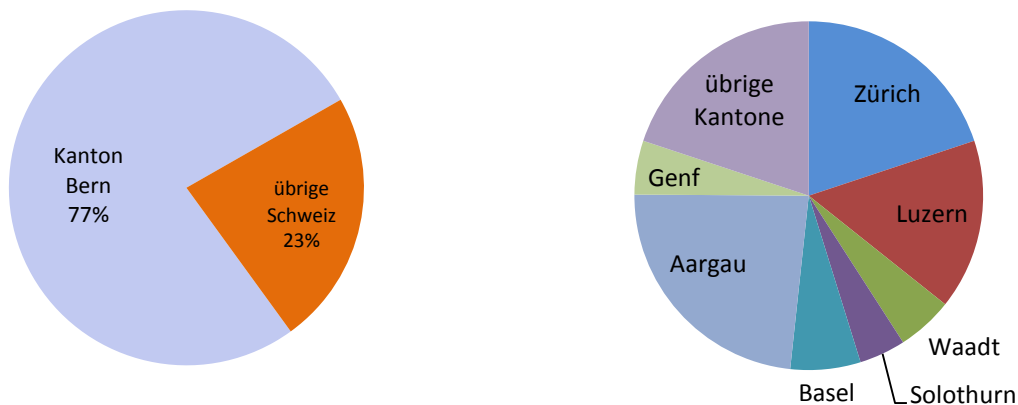 Kanton
Bern
77%
übrige
Schweiz
23%
übrige
Kantone
Zürich
Genf
Luzern
Aargau
Waadt
Basel
Solothurn